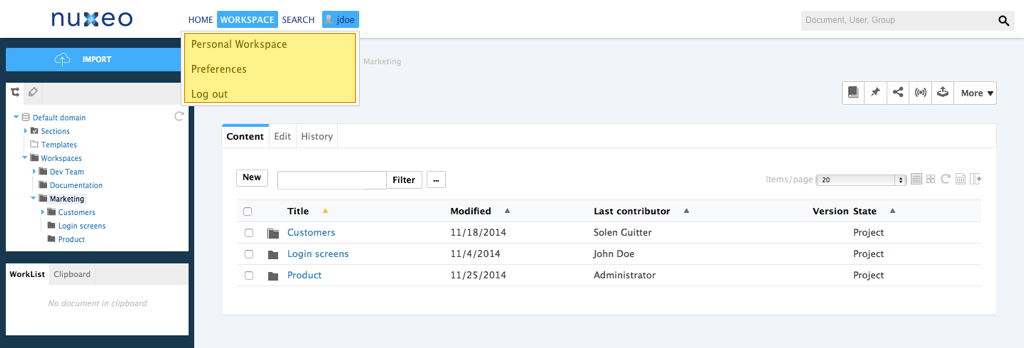 nuxeo
HOME WORKSPACE SEARCH jdoe
Document, User, Group
Personal Workspace
Preferences
Log out
IMPORT
Marketing
More
Default domain
Sections
Templates
Workspaces
Dev Team
Documentation
Marketing
Customers
Login screens
Product
WorkList Clipboard
No document in clipboard
Content Edit History
New Filter ... Items/page 20
Title Modified Last contributor Version State
Customers 11/18/2014 Solen Guitter Project
Login screens 11/4/2014 John Doe Project
Product 11/25/2014 Administrator Project